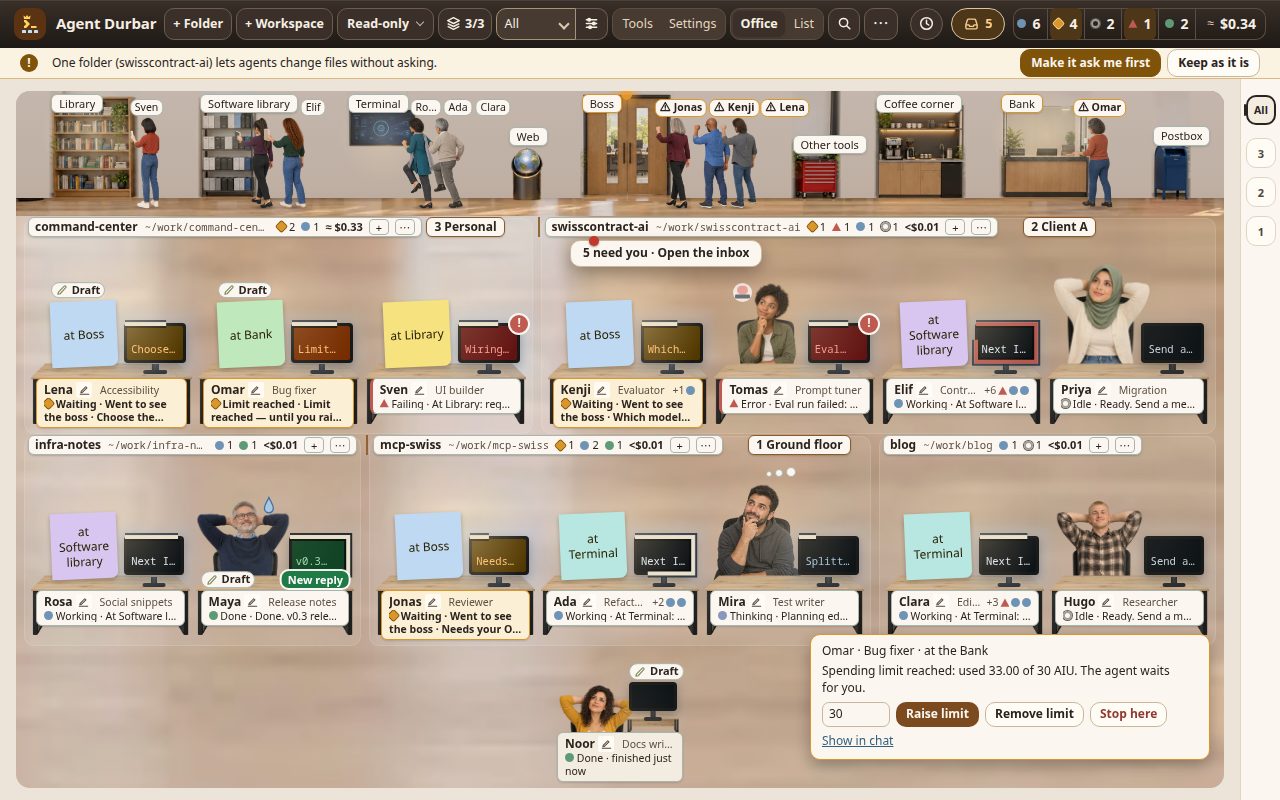 Agent Durbar + Folder + Workspace Read-only 3/3 All Tools Settings Office List ··· 5 6 4 2 1 2 ≈ $0.34
! One folder (swisscontract-ai) lets agents change files without asking. Make it ask me first Keep as it is
Library Sven Software library Elif Terminal Ro... Ada Clara Boss Jonas Kenji Lena Coffee corner Bank Omar
Web Other tools Postbox
All
3
2
1
command-center ~/work/command-cen... 2 1 ≈ $0.33 + ··· 3 Personal swisscontract-ai ~/work/swisscontract-ai 1 1 1 1 <$0.01 + ··· 2 Client A
5 need you · Open the inbox
Draft Draft
at Boss Choose... at Bank Limit... at Library Wiring... ! at Boss Which... Eval... ! at Software library Next I... Send a...
Lena Accessibility
Waiting · Went to see
the boss · Choose the...
Omar Bug fixer
Limit reached · Limit
reached — until you rai...
Sven UI builder
Failing · At Library: reg...
Kenji Evaluator +1
Waiting · Went to see
the boss · Which model...
Tomas Prompt tuner
Error · Eval run failed: ...
Elif Contr... +6
Working · At Software l...
Priya Migration
Idle · Ready. Send a me...
infra-notes ~/work/infra-n... 1 1 <$0.01 + ··· mcp-swiss ~/work/mcp-swiss 1 2 1 <$0.01 + ··· 1 Ground floor blog ~/work/blog 1 1 <$0.01 + ···
at Software library Next I... v0.3... at Boss Needs... at Terminal Next I... Splitt... at Terminal Next I... Send a...
Draft New reply
Rosa Social snippets
Working · At Software l...
Maya Release notes
Done · Done. v0.3 rele...
Jonas Reviewer
Waiting · Went to see
the boss · Needs your O...
Ada Refact... +2
Working · At Terminal: ...
Mira Test writer
Thinking · Planning ed...
Clara Edi... +3
Working · At Terminal: ...
Hugo Researcher
Idle · Ready. Send a m...
Draft
Noor Docs wri...
Done · finished just
now
Omar · Bug fixer · at the Bank
Spending limit reached: used 33.00 of 30 AIU. The agent waits
for you.
30 Raise limit Remove limit Stop here
Show in chat